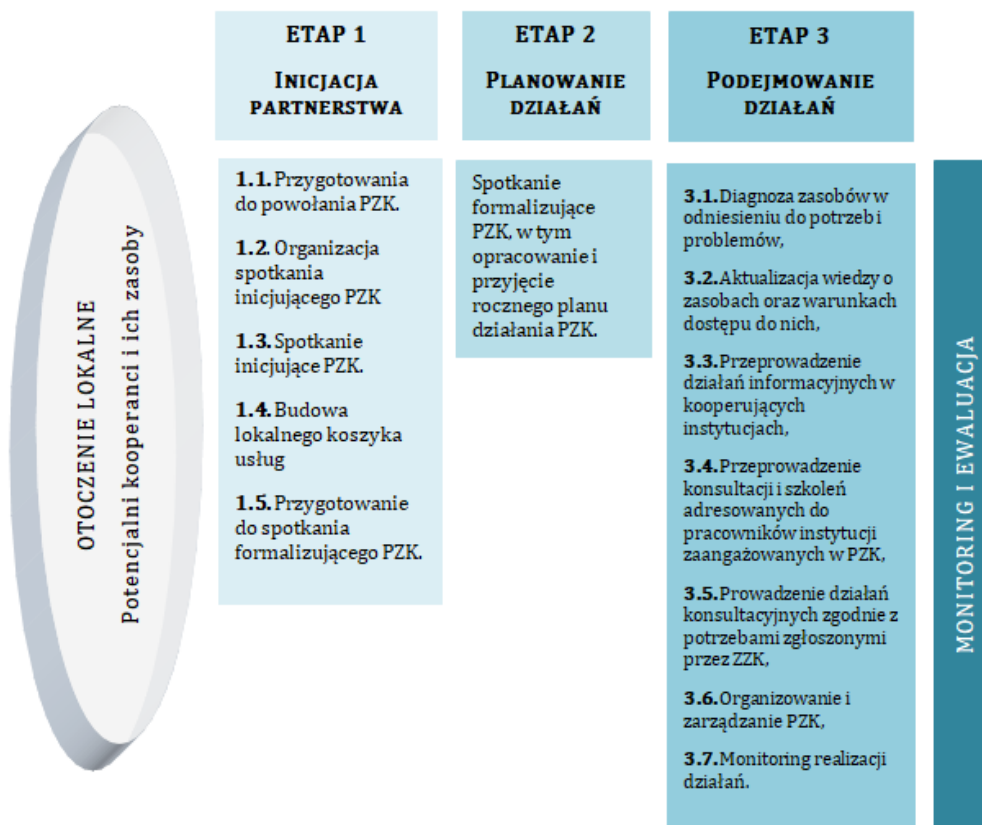 OTOCZENIE LOKALNE
Potencjalni kooperanci i ich zasoby
ETAP 1
INICJACJA
PARTNERSTWA
1.1. Przygotowania
do powołania PZK.
1.2. Organizacja
spotkania
inicjującego PZK
1.3. Spotkanie
inicjujące PZK.
1.4. Budowa
lokalnego koszyka
usług
1.5. Przygotowanie
do spotkania
formalizującego PZK.
ETAP 2
PLANOWANIE
DZIAŁAŃ
Spotkanie
formalizujące
PZK, w tym
opracowanie i
przyjęcie
rocznego planu
działania PZK.
ETAP 3
PODEJMOWANIE
DZIAŁAŃ
3.1. Diagnoza zasobów w
odniesieniu do potrzeb i
problemów,
3.2. Aktualizacja wiedzy o
zasobach oraz warunkach
dostępu do nich,
3.3. Przeprowadzenie
działań informacyjnych w
kooperujących
instytucjach,
3.4. Przeprowadzenie
konsultacji i szkoleń
adresowanych do
pracowników instytucji
zaangażowanych w PZK,
3.5. Prowadzenie działań
konsultacyjnych zgodnie z
potrzebami zgłoszonymi
przez ZZK,
3.6. Organizowanie i
zarządzanie PZK,
3.7. Monitoring realizacji
działań.
MONITORING I EWALUACJA